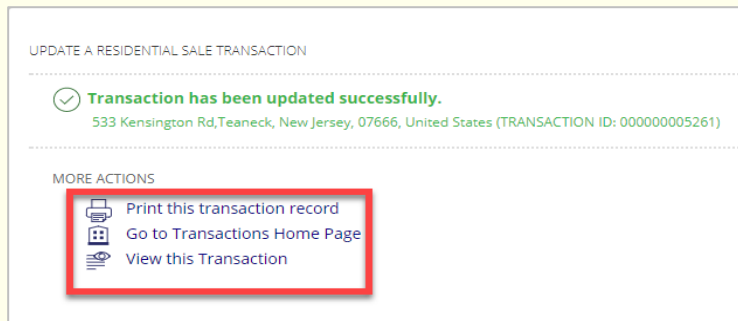 UPDATE A RESIDENTIAL SALE TRANSACTION
Transaction has been updated successfully.
533 Kensington Rd,Teaneck, New Jersey, 07666, United States (TRANSACTION ID: 000000005261)
MORE ACTIONS
Print this transaction record
Go to Transactions Home Page
View this Transaction